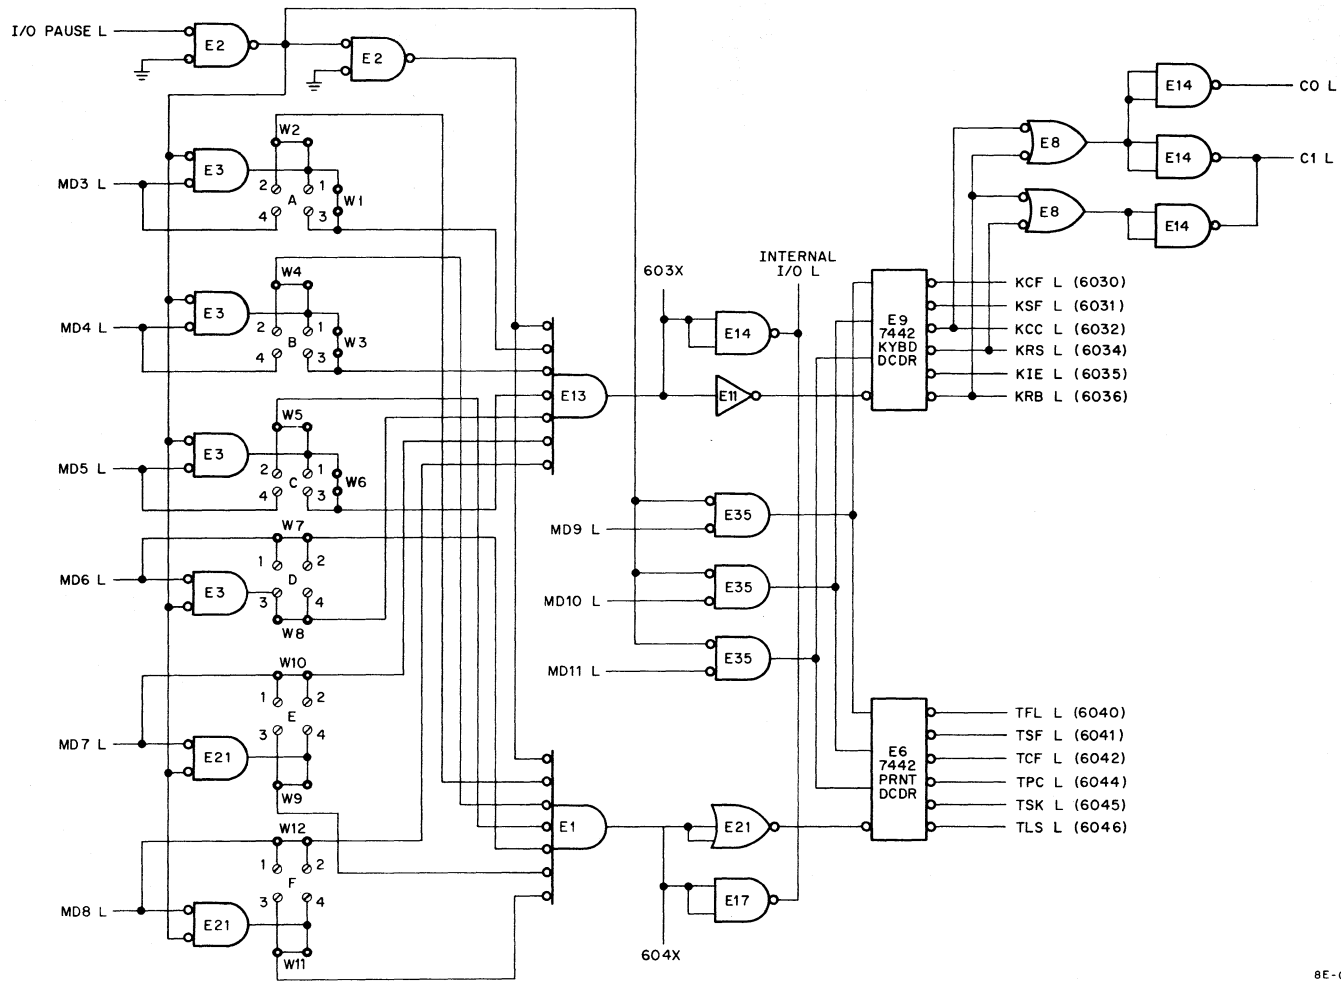 I/O PAUSE L
E2
E2
E14
C0 L
W2
E8
E3
E14
C1 L
MD3 L
2
1
A
W1
4
3
E8
E14
INTERNAL
I/O L
603X
W4
KCF L (6030)
E3
KSF L (6031)
MD4 L
2
1
B
W3
4
3
E14
E9
7442
KYBD
DCDR
KCC L (6032)
KRS L (6034)
KIE L (6035)
E13
E11
KRB L (6036)
W5
E3
MD5 L
2
1
C
W6
4
3
E35
MD9 L
W7
1
2
MD6 L
E3
D
3
4
W8
E35
MD10 L
E35
MD11 L
W10
1
2
E
3
4
MD7 L
E21
W9
TFL L (6040)
TSF L (6041)
E6
7442
PRNT
DCDR
TCF L (6042)
TPC L (6044)
TSK L (6045)
W12
E1
E21
TLS L (6046)
1
2
F
3
4
MD8 L
E21
E17
W11
604X